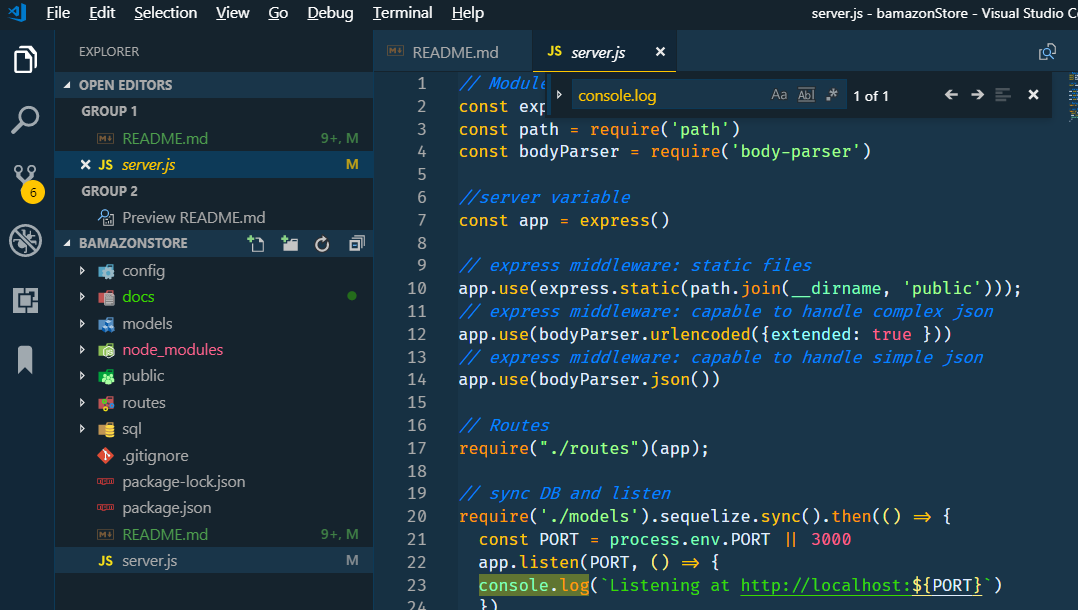 File Edit Selection View Go Debug Terminal Help
server.js - bamazonStore - Visual Studio C
EXPLORER
OPEN EDITORS
GROUP 1
README.md 9+, M
server.js M
GROUP 2
Preview README.md
BAMAZONSTORE
config
docs
models
node_modules
public
routes
sql
.gitignore
package-lock.json
package.json
README.md 9+, M
JS server.js M
6
README.md
JS server.js
console.log Aa Abl .* 1 of 1
1 // Module
2 const exp
3 const path = require('path')
4 const bodyParser = require('body-parser')
5
6 //server variable
7 const app = express()
8
9 // express middleware: static files
10 app.use(express.static(path.join(__dirname, 'public')));
11 // express middleware: capable to handle complex json
12 app.use(bodyParser.urlencoded({extended: true }))
13 // express middleware: capable to handle simple json
14 app.use(bodyParser.json())
15
16 // Routes
17 require("./routes")(app);
18
19 // sync DB and listen
20 require('./models').sequelize.sync().then(() => {
21 const PORT = process.env.PORT || 3000
22 app.listen(PORT, () => {
23 console.log(`Listening at http://localhost:${PORT}`)
24 })